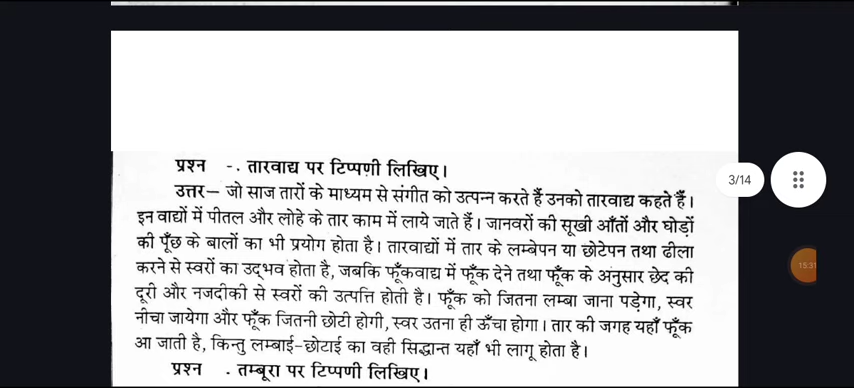 प्रश्न -. तारवाद्य पर टिप्पणी लिखिए।
उत्तर— जो साज तारों के माध्यम से संगीत को उत्पन्न करते हैं उनको तारवाद्य कहते हैं।
इन वाद्यों में पीतल और लोहे के तार काम में लाये जाते हैं। जानवरों की सूखी आँतों और घोड़ों
की पूँछ के बालों का भी प्रयोग होता है। तारवाद्यों में तार के लम्बेपन या छोटेपन तथा ढीला
करने से स्वरों का उद्‌भव होता है, जबकि फूँकवाद्य में फूँक देने तथा फूँक के अनुसार छेद की
दूरी और नजदीकी से स्वरों की उत्पत्ति होती है। फूँक को जितना लम्बा जाना पड़ेगा, स्वर
नीचा जायेगा और फूँक जितनी छोटी होगी, स्वर उतना ही ऊँचा होगा। तार की जगह यहाँ फूँक
आ जाती है, किन्तु लम्बाई-छोटाई का वही सिद्धान्त यहाँ भी लागू होता है।
प्रश्न . तम्बूरा पर टिप्पणी लिखिए।
3/14
15:31